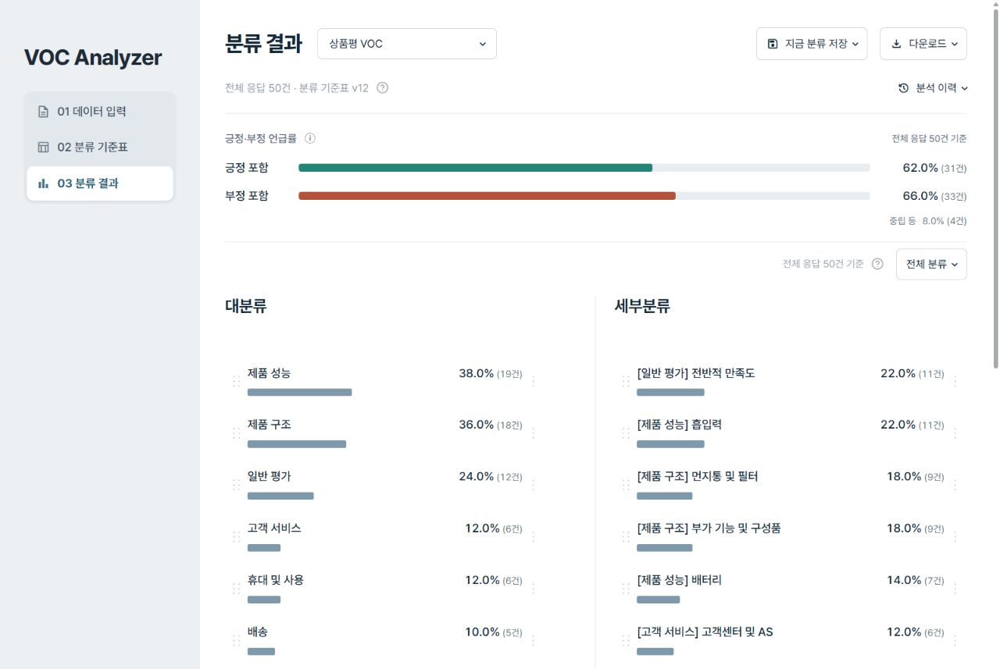 VOC Analyzer
01 데이터 입력
02 분류 기준표
03 분류 결과
분류 결과
상품평 VOC
지금 분류 저장
다운로드
전체 응답 50건 · 분류 기준표 v12
분석 이력
긍정·부정 언급률
전체 응답 50건 기준
긍정 포함 62.0% (31건)
부정 포함 66.0% (33건)
중립 등 8.0% (4건)
전체 응답 50건 기준
전체 분류
대분류
제품 성능 38.0% (19건)
제품 구조 36.0% (18건)
일반 평가 24.0% (12건)
고객 서비스 12.0% (6건)
휴대 및 사용 12.0% (6건)
배송 10.0% (5건)
세부분류
[일반 평가] 전반적 만족도 22.0% (11건)
[제품 성능] 흡입력 22.0% (11건)
[제품 구조] 먼지통 및 필터 18.0% (9건)
[제품 구조] 부가 기능 및 구성품 18.0% (9건)
[제품 성능] 배터리 14.0% (7건)
[고객 서비스] 고객센터 및 AS 12.0% (6건)